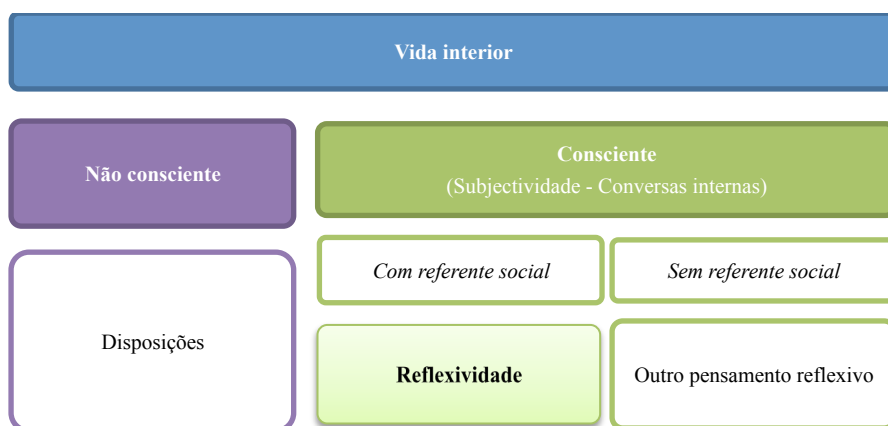 Vida interior
Não consciente
Consciente
(Subjectividade - Conversas internas)
Com referente social
Sem referente social
Disposições
Reflexividade
Outro pensamento reflexivo